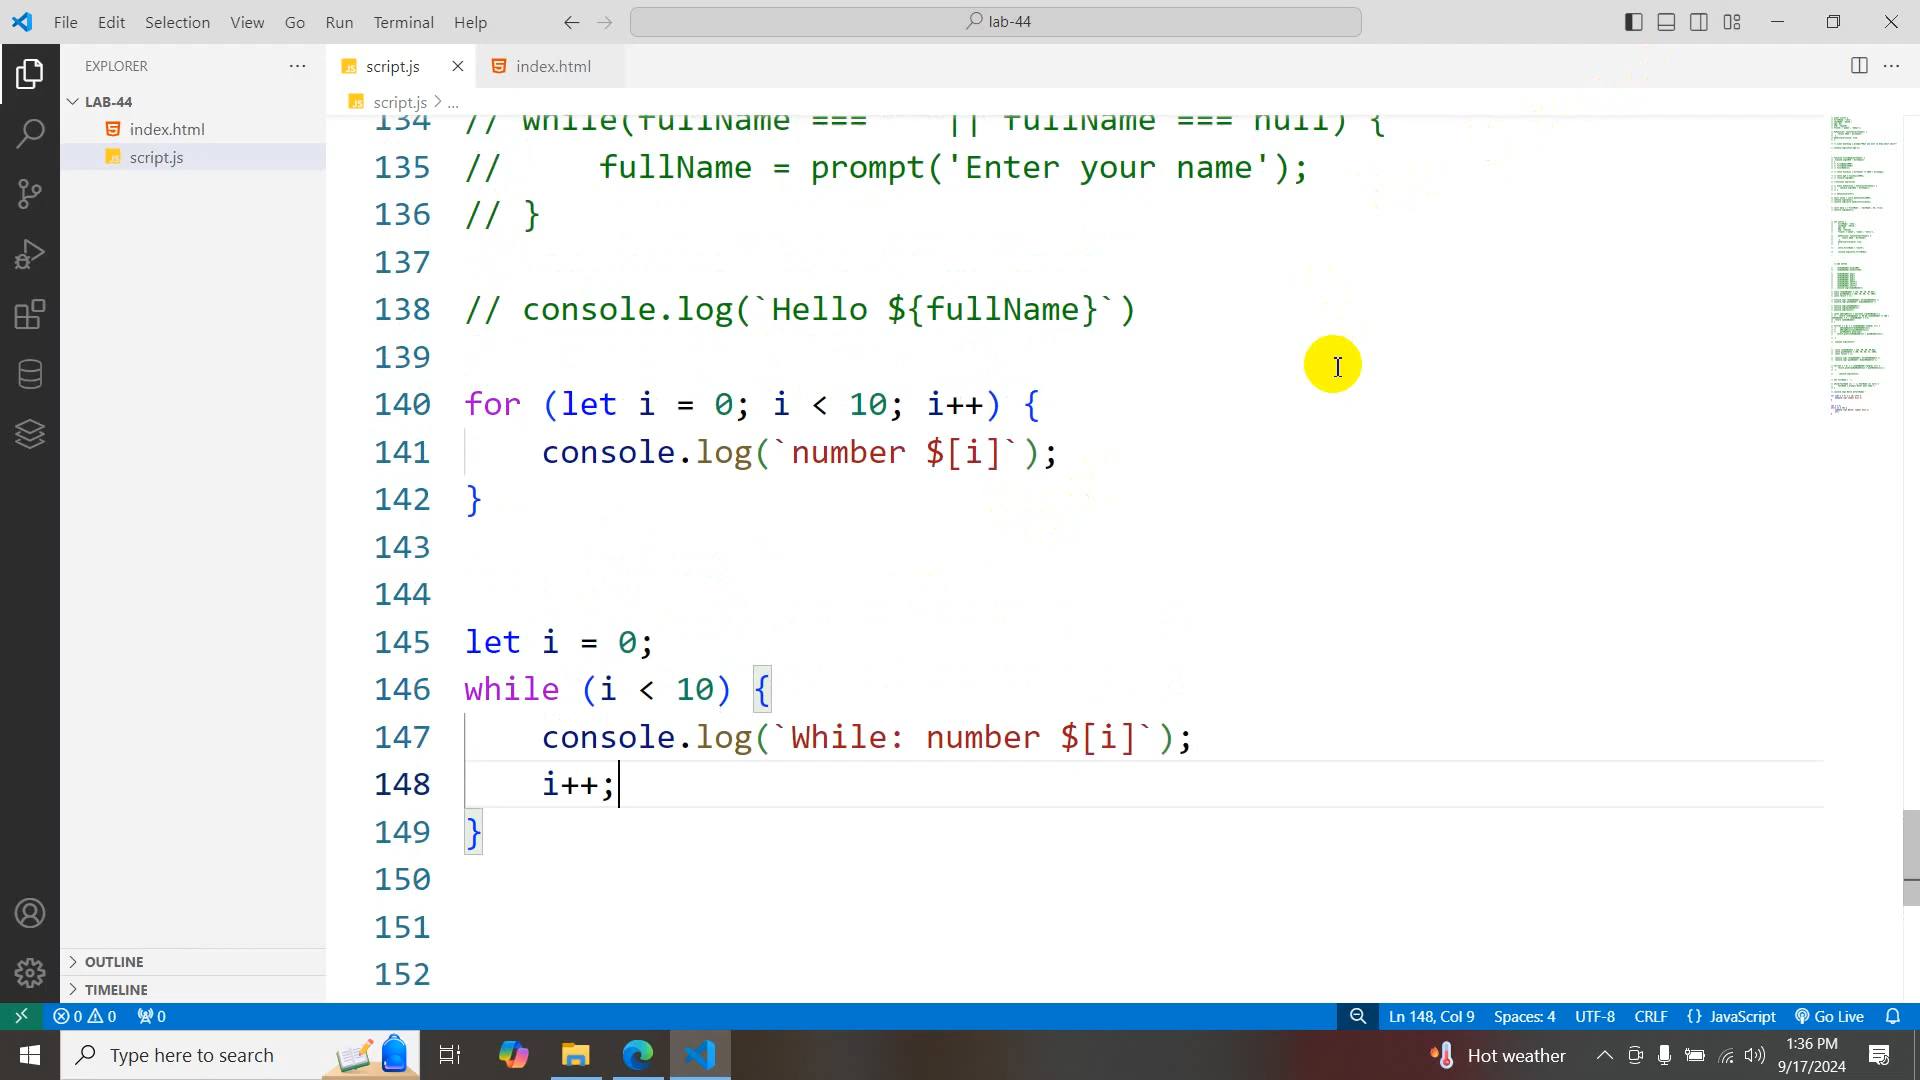 File Edit Selection View Go Run Terminal Help
lab-44
EXPLORER
LAB-44
index.html
script.js
OUTLINE
TIMELINE
script.js
index.html
script.js > ...
134 // while(fullName === || fullName === null) {
135 // fullName = prompt('Enter your name');
136 // }
137
138 // console.log(`Hello ${fullName}`)
139
140 for (let i = 0; i < 10; i++) {
141 console.log(`number $[i]`);
142 }
143
144
145 let i = 0;
146 while (i < 10) {
147 console.log(`While: number $[i]`);
148 i++;
149 }
150
151
152
0 0 0
Ln 148, Col 9 Spaces: 4 UTF-8 CRLF {} JavaScript Go Live
Type here to search
Hot weather
1:36 PM
9/17/2024